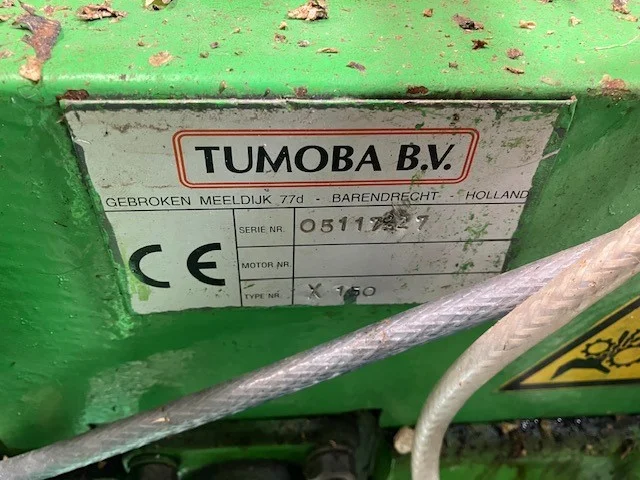 TUMOBA B.V.
GEBROKEN MEELDIJK 77d - BARENDRECHT - HOLLAND
CE
SERIE NR.
MOTOR NR.
TYPE NR. X 150